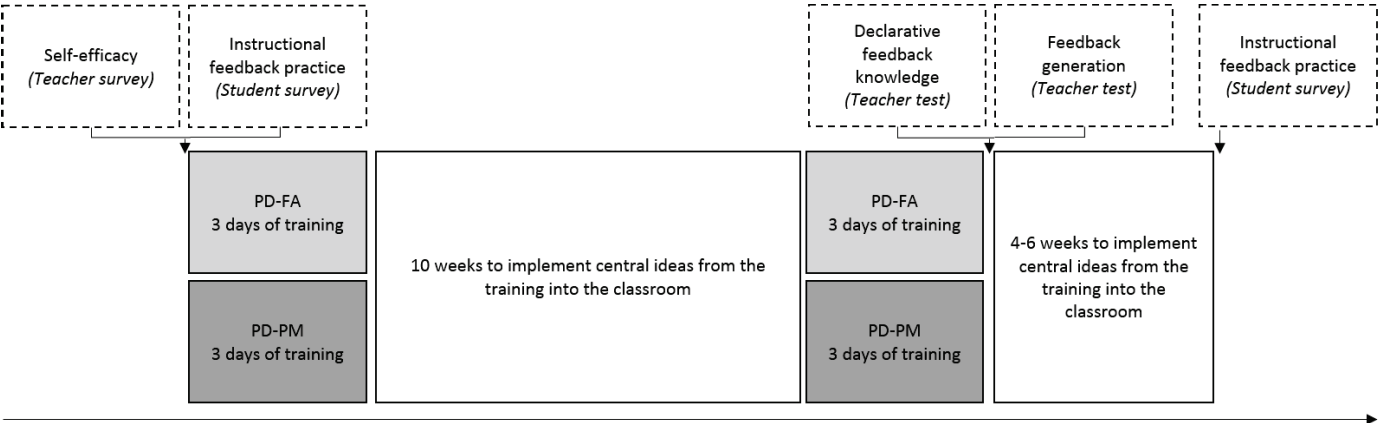 Self-efficacy
(Teacher survey)
Instructional
feedback practice
(Student survey)
Declarative
feedback
knowledge
(Teacher test)
Feedback
generation
(Teacher test)
Instructional
feedback practice
(Student survey)
PD-FA
3 days of training
PD-PM
3 days of training
10 weeks to implement central ideas from the
training into the classroom
PD-FA
3 days of training
PD-PM
3 days of training
4-6 weeks to implement
central ideas from the
training into the
classroom